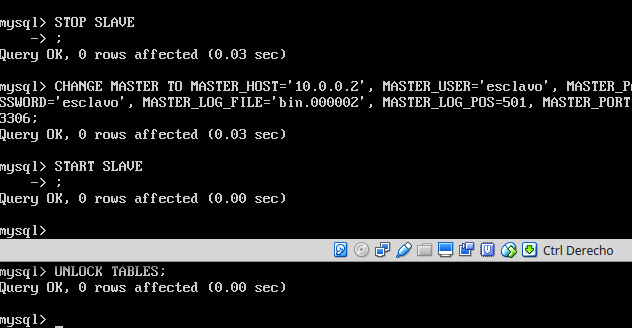 mysql> STOP SLAVE
-> ;
Query OK, 0 rows affected (0.03 sec)
mysql> CHANGE MASTER TO MASTER_HOST='10.0.0.2', MASTER_USER='esclavo', MASTER_PA
SSWORD='esclavo', MASTER_LOG_FILE='bin.000002', MASTER_LOG_POS=501, MASTER_PORT
3306;
Query OK, 0 rows affected (0.03 sec)
mysql> START SLAVE
-> ;
Query OK, 0 rows affected (0.00 sec)
mysql>
Ctrl Derecho
mysql> UNLOCK TABLES;
Query OK, 0 rows affected (0.00 sec)
mysql> _